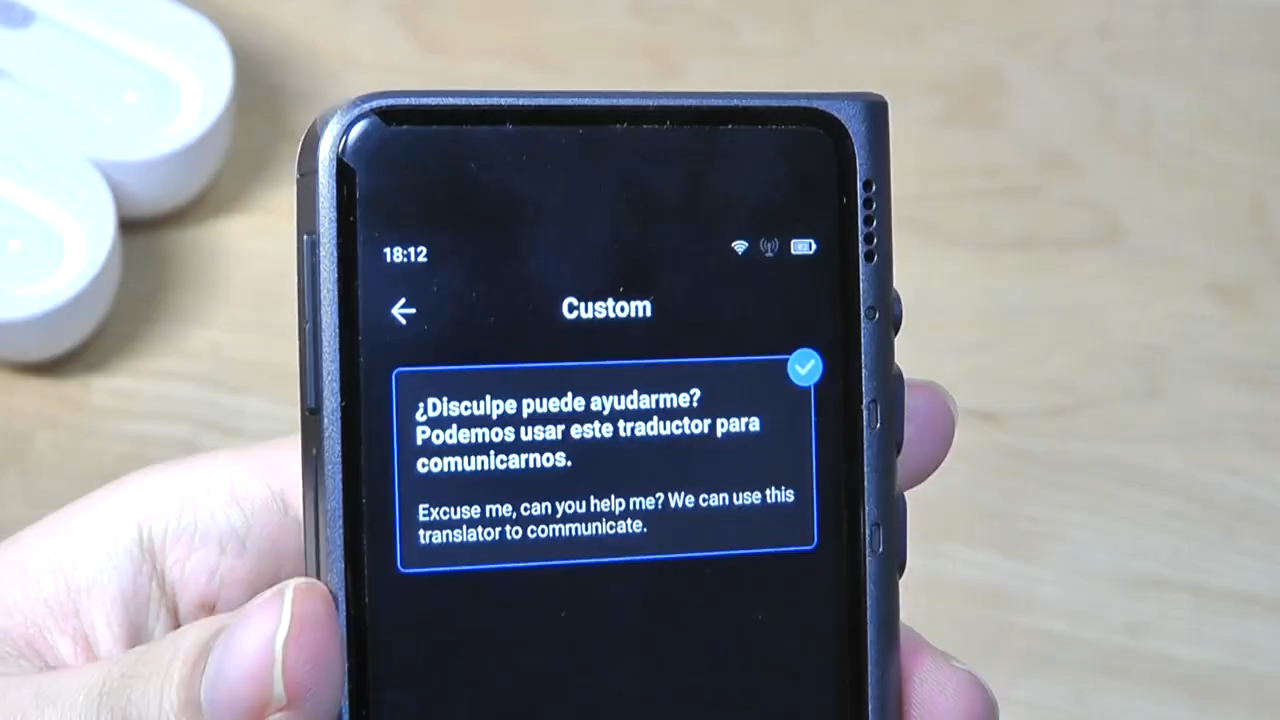 18:12
Custom
¿Disculpe puede ayudarme?
Podemos usar este traductor para
comunicarnos.
Excuse me, can you help me? We can use this
translator to communicate.